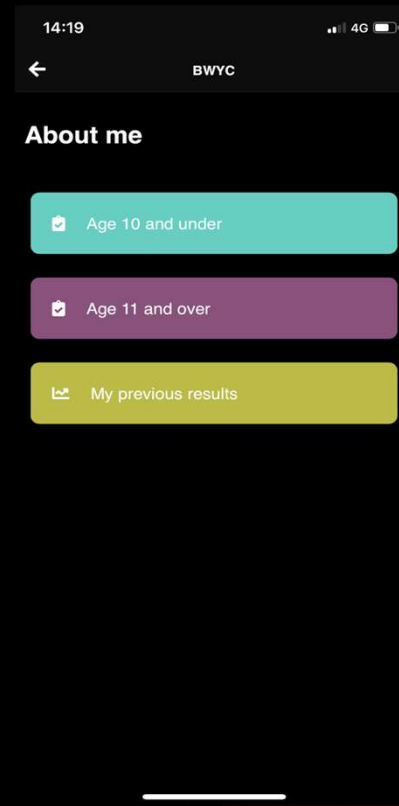 14:19
4G
BWYC
About me
Age 10 and under
Age 11 and over
My previous results